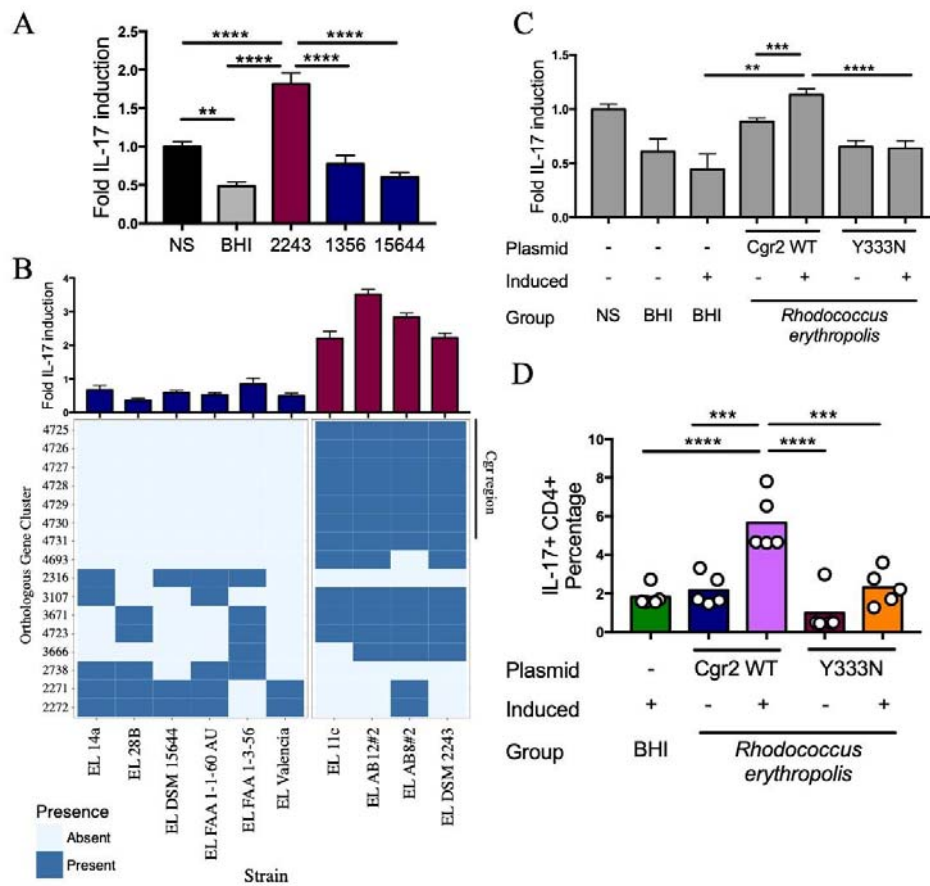 A
Fold IL-17 induction
2.5
2.0
1.5
1.0
0.5
0.0
**
****
****
****
****
NS BHI 2243 1356 15644
B
Fold IL-17 induction
4
3
2
1
0
Orthologous Gene Cluster
4725
4726
4727
4728
4729
4730
4731
4693
2316
3107
3671
4723
3666
2738
2271
2272
Cgr region
EL 14a
EL 28B
EL DSM 15644
EL FAA 1-1-60 AU
EL FAA 1-3-56
EL Valencia
EL 11c
EL AB12#2
EL AB8#2
EL DSM 2243
Presence
Absent
Present
Strain
C
Fold IL-17 induction
1.5
1.0
0.5
0.0
***
**
****
Plasmid - - - Cgr2 WT Y333N
Induced - - + - + - +
Group NS BHI BHI Rhodococcus
erythropolis
D
IL-17+ CD4+
Percentage
10
8
6
4
2
0
***
***
****
****
Plasmid - Cgr2 WT Y333N
Induced + - + - +
Group BHI Rhodococcus
erythropolis